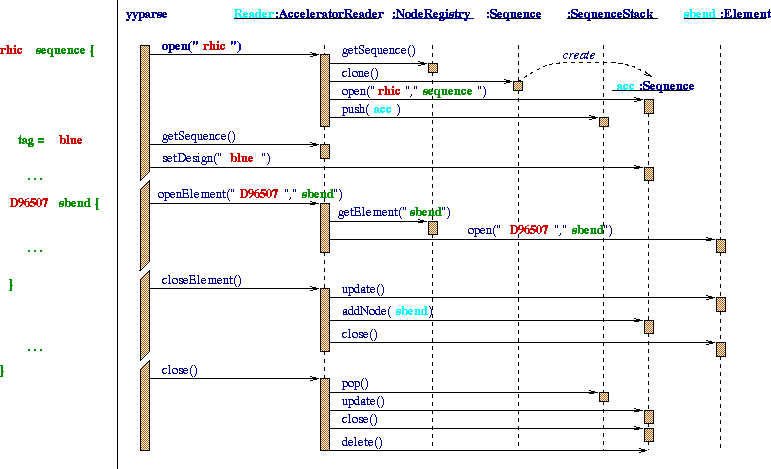 yyparse Reader:AcceleratorReader :NodeRegistry :Sequence :SequenceStack sbend:Element
rhic sequence {
open("rhic")
getSequence()
create
clone()
acc:Sequence
open("rhic","sequence")
push(acc)
tag = blue
getSequence()
setDesign("blue")
...
D96507 sbend {
openElement("D96507","sbend")
getElement("sbend")
open("D96507","sbend")
...
}
closeElement()
update()
addNode(sbend)
close()
...
}
close()
pop()
update()
close()
delete()